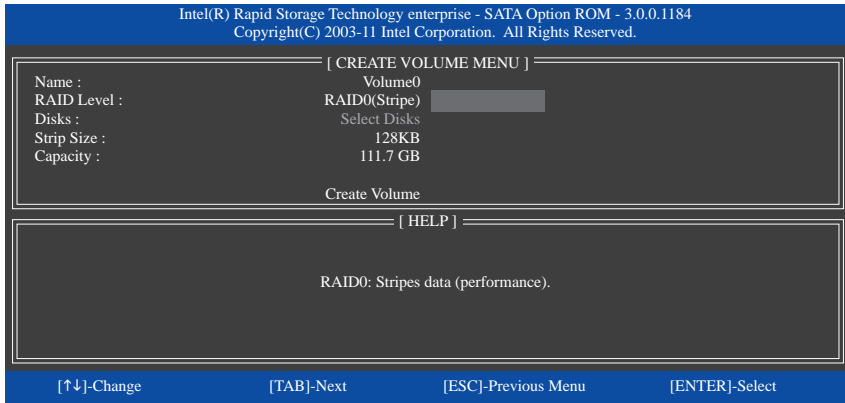 Intel(R) Rapid Storage Technology enterprise - SATA Option ROM - 3.0.0.1184
Copyright(C) 2003-11 Intel Corporation. All Rights Reserved.
[ CREATE VOLUME MENU ]
Name : Volume0
RAID Level : RAID0(Stripe)
Disks : Select Disks
Strip Size : 128KB
Capacity : 111.7 GB
Create Volume
[ HELP ]
RAID0: Stripes data (performance).
[↑↓]-Change [TAB]-Next [ESC]-Previous Menu [ENTER]-Select